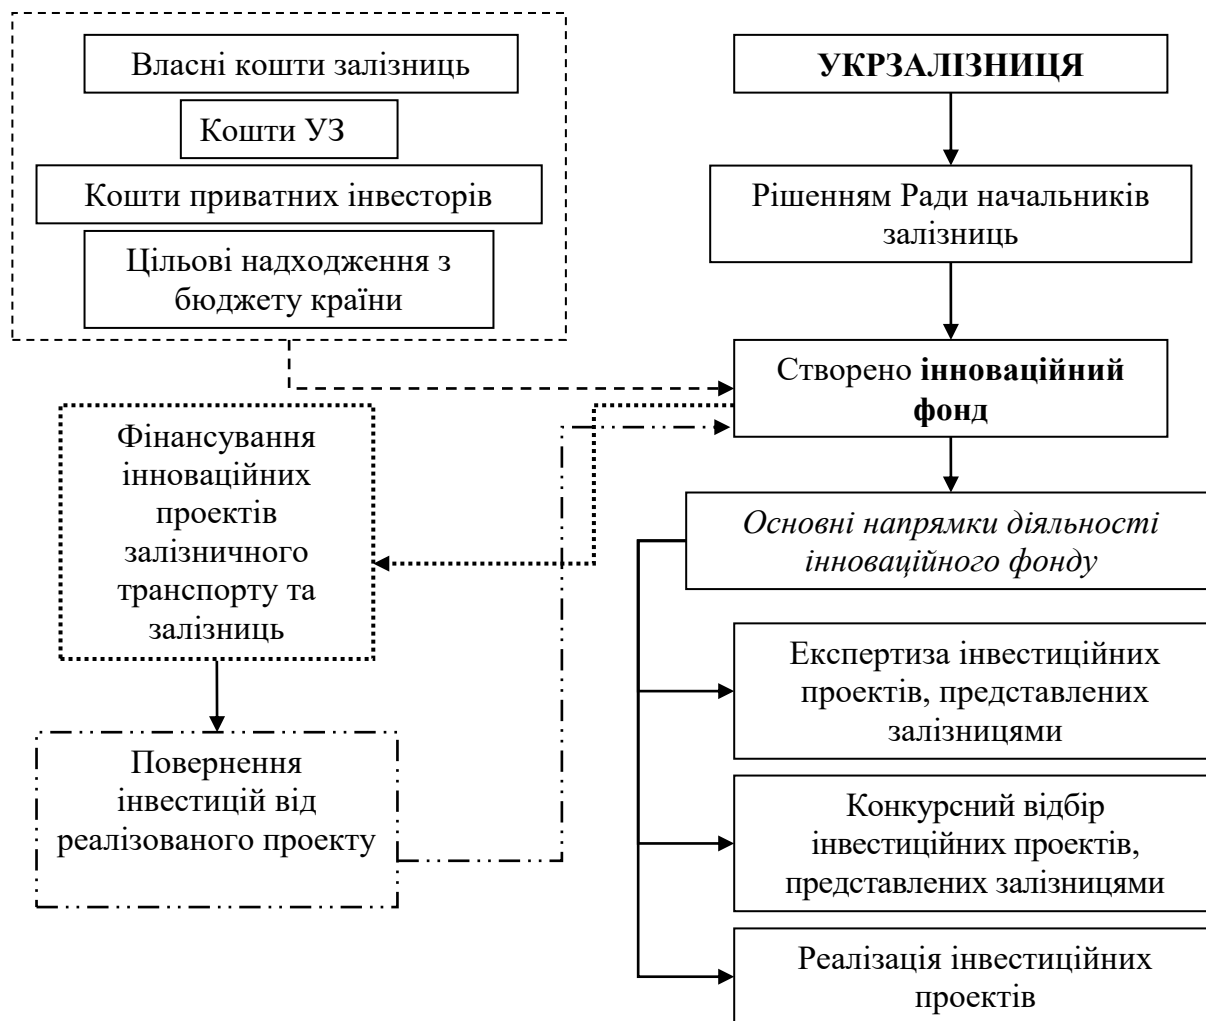 Власні кошти залізниць
Кошти УЗ
Кошти приватних інвесторів
Цільові надходження з
бюджету країни
УКРЗАЛІЗНИЦЯ
Рішенням Ради начальників
залізниць
Створено інноваційний
фонд
Фінансування
інноваційних
проектів
залізничного
транспорту та
залізниць
Повернення
інвестицій від
реалізованого проекту
Основні напрямки діяльності
інноваційного фонду
Експертиза інвестиційних
проектів, представлених
залізницями
Конкурсний відбір
інвестиційних проектів,
представлених залізницями
Реалізація інвестиційних
проектів